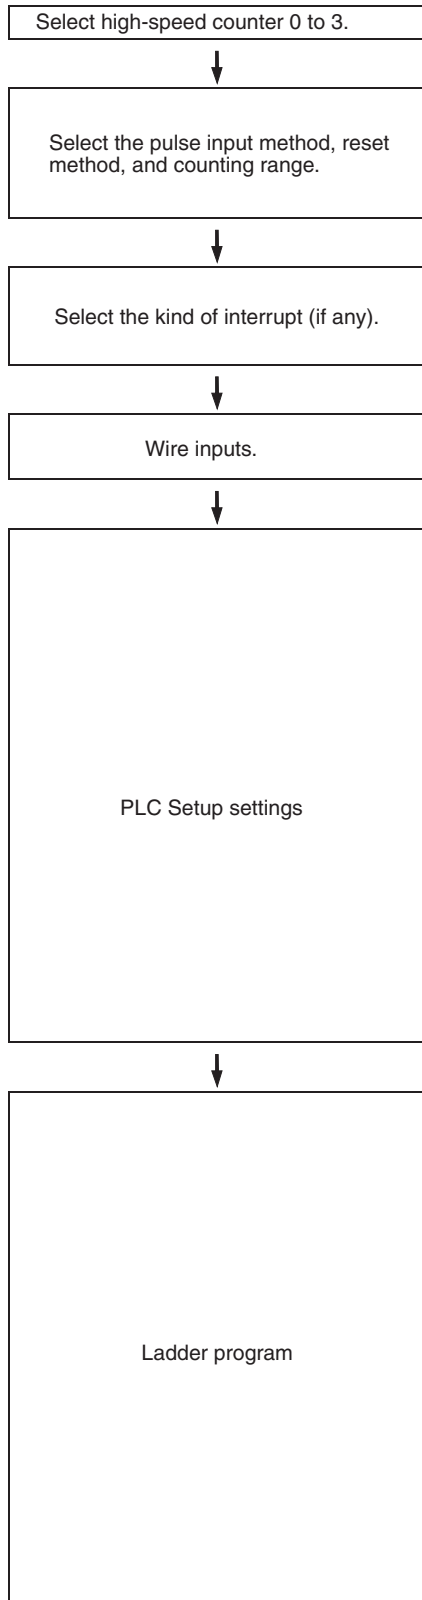 Select high-speed counter 0 to 3.
Select the pulse input method, reset
method, and counting range.
Select the kind of interrupt (if any).
Wire inputs.
PLC Setup settings
Ladder program